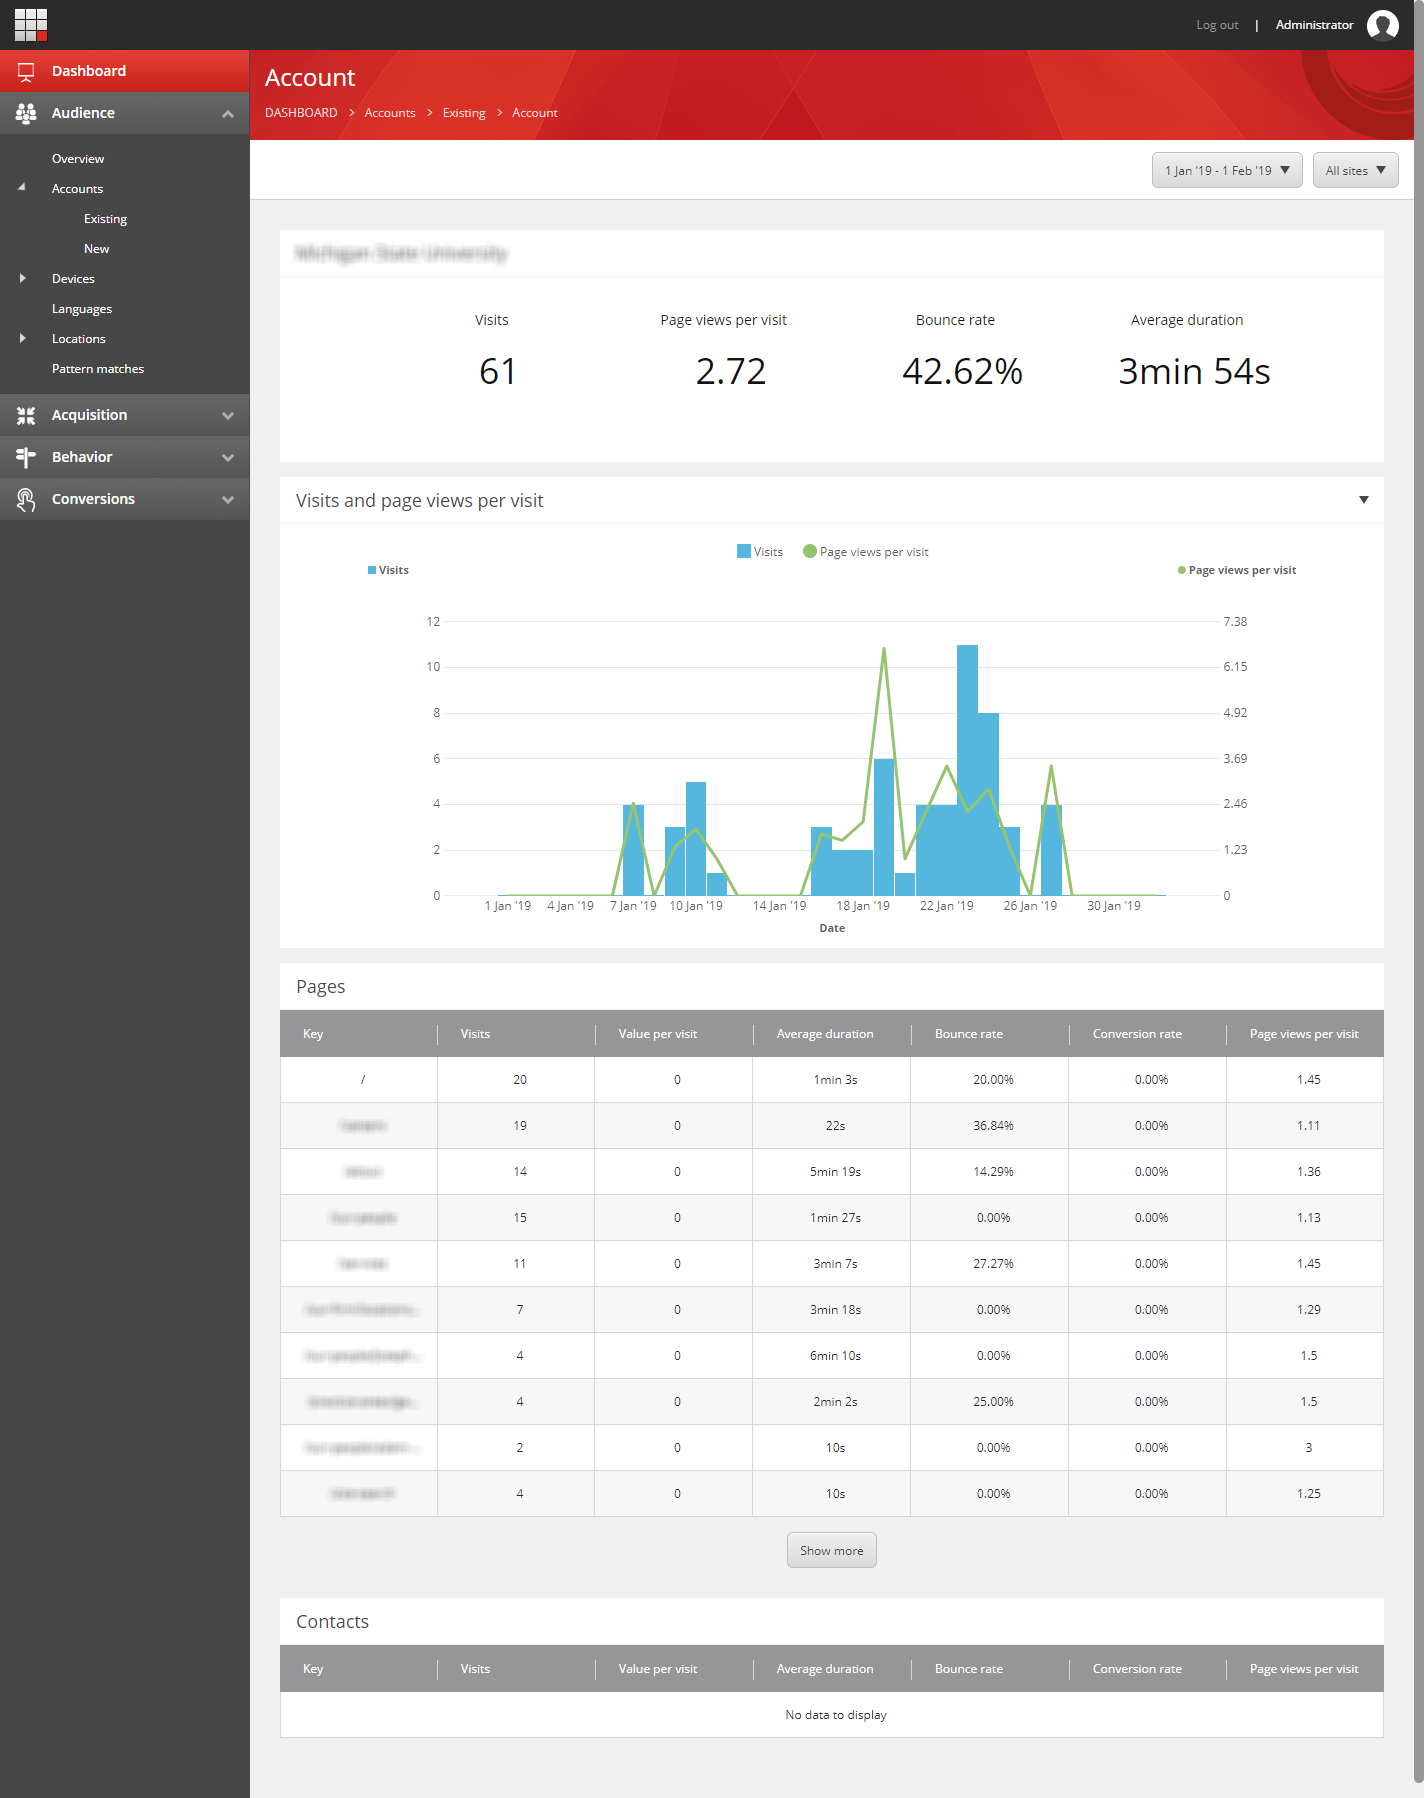 Log out | Administrator
Dashboard
Audience
Overview
Accounts
Existing
New
Devices
Languages
Locations
Pattern matches
Acquisition
Behavior
Conversions
Account
DASHBOARD > Accounts > Existing > Account
1 Jan '19 - 1 Feb '19
All sites
Michigan State University
Visits Page views per visit Bounce rate Average duration
61 2.72 42.62% 3min 54s
Visits and page views per visit
Visits Page views per visit
Visits Page views per visit
12 7.38
10 6.15
8 4.92
6 3.69
4 2.46
2 1.23
0 0
1 Jan '19 4 Jan '19 7 Jan '19 10 Jan '19 14 Jan '19 18 Jan '19 22 Jan '19 26 Jan '19 30 Jan '19
Date
Pages
Key Visits Value per visit Average duration Bounce rate Conversion rate Page views per visit
/ 20 0 1min 3s 20.00% 0.00% 1.45
19 0 22s 36.84% 0.00% 1.11
14 0 5min 19s 14.29% 0.00% 1.36
15 0 1min 27s 0.00% 0.00% 1.13
11 0 3min 7s 27.27% 0.00% 1.45
7 0 3min 18s 0.00% 0.00% 1.29
4 0 6min 10s 0.00% 0.00% 1.5
4 0 2min 2s 25.00% 0.00% 1.5
2 0 10s 0.00% 0.00% 3
4 0 10s 0.00% 0.00% 1.25
Show more
Contacts
Key Visits Value per visit Average duration Bounce rate Conversion rate Page views per visit
No data to display